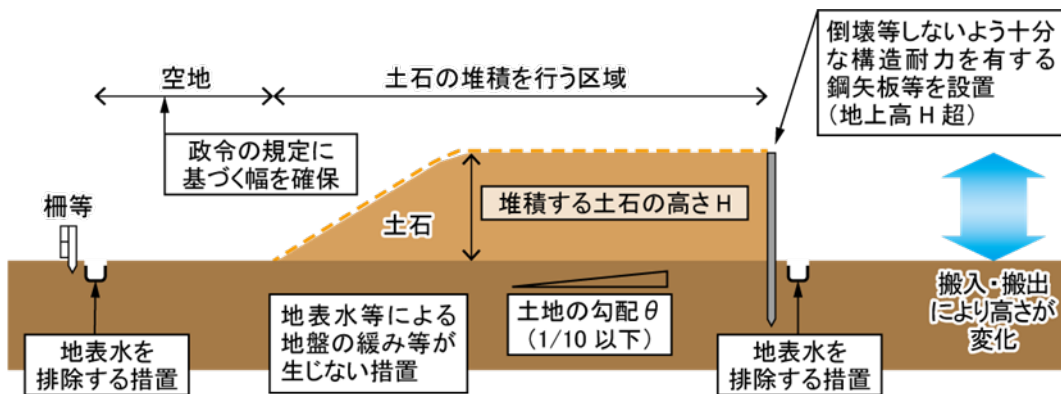 空地
土石の堆積を行う区域
倒壊等しないよう十分
な構造耐力を有する
鋼矢板等を設置
（地上高H超）
政令の規定に
基づく幅を確保
柵等
土石
堆積する土石の高さH
土地の勾配θ
（1/10以下）
地表水等による
地盤の緩み等が
生じない措置
地表水を
排除する措置
地表水を
排除する措置
搬入・搬出
により高さが
変化